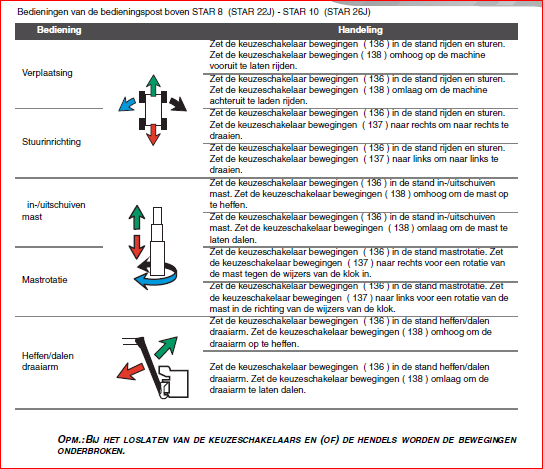 Bedieningen van de bedieningspost boven STAR 8 (STAR 22J) - STAR 10 (STAR 26J)
Bediening
Handeling
Verplaatsing
Zet de keuzeschakelaar bewegingen ( 136 ) in de stand rijden en sturen.
Zet de keuzeschakelaar bewegingen ( 138 ) omhoog op de machine
vooruit te laten rijden.
Zet de keuzeschakelaar bewegingen ( 136 ) in de stand rijden en sturen.
Zet de keuzeschakelaar bewegingen ( 138 ) omlaag om de machine
achteruit te laden rijden.
Stuurinrichting
Zet de keuzeschakelaar bewegingen ( 136 ) in de stand rijden en sturen.
Zet de keuzeschakelaar bewegingen ( 137 ) naar rechts om naar rechts te
draaien.
Zet de keuzeschakelaar bewegingen ( 136 ) in de stand rijden en sturen.
Zet de keuzeschakelaar bewegingen ( 137 ) naar links om naar links te
draaien.
in-/uitschuiven
mast
Zet de keuzeschakelaar bewegingen ( 136 ) in de stand in-/uitschuiven
mast. Zet de keuzeschakelaar bewegingen ( 138 ) omhoog om de mast op
te heffen.
Zet de keuzeschakelaar bewegingen ( 136 ) in de stand in-/uitschuiven
mast. Zet de keuzeschakelaar bewegingen ( 138 ) omlaag om de mast te
laten dalen.
Mastrotatie
Zet de keuzeschakelaar bewegingen ( 136 ) in de stand mastrotatie. Zet
de keuzeschakelaar bewegingen ( 137 ) naar rechts voor een rotatie van
de mast tegen de wijzers van de klok in.
Zet de keuzeschakelaar bewegingen ( 136 ) in de stand mastrotatie. Zet
de keuzeschakelaar bewegingen ( 137 ) naar links voor een rotatie van de
mast in de richting van de wijzers van de klok.
Heffen/dalen
draaiarm
Zet de keuzeschakelaar bewegingen ( 136 ) in de stand heffen/dalen
draaiarm. Zet de keuzeschakelaar bewegingen ( 138 ) omhoog om de
draaiarm op te heffen.
Zet de keuzeschakelaar bewegingen ( 136 ) in de stand heffen/dalen
draaiarm. Zet de keuzeschakelaar bewegingen ( 138 ) omlaag om de
draaiarm te laten dalen.
OPM.:BIJ HET LOSLATEN VAN DE KEUZESCHAKELAARS EN (OF) DE HENDELS WORDEN DE BEWEGINGEN
ONDERBROKEN.